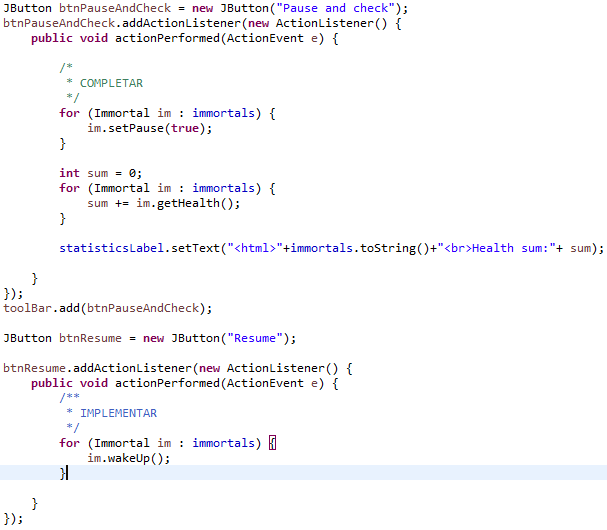 JButton btnPauseAndCheck = new JButton("Pause and check");
btnPauseAndCheck.addActionListener(new ActionListener() {
    public void actionPerformed(ActionEvent e) {

        /*
         * COMPLETAR
         */
        for (Immortal im : immortals) {
            im.setPause(true);
        }

        int sum = 0;
        for (Immortal im : immortals) {
            sum += im.getHealth();
        }

        statisticsLabel.setText("<html>"+immortals.toString()+"<br>Health sum:"+ sum);

    }
});
toolBar.add(btnPauseAndCheck);

JButton btnResume = new JButton("Resume");

btnResume.addActionListener(new ActionListener() {
    public void actionPerformed(ActionEvent e) {
        /**
         * IMPLEMENTAR
         */
        for (Immortal im : immortals) {
            im.wakeUp();
        }

    }
});